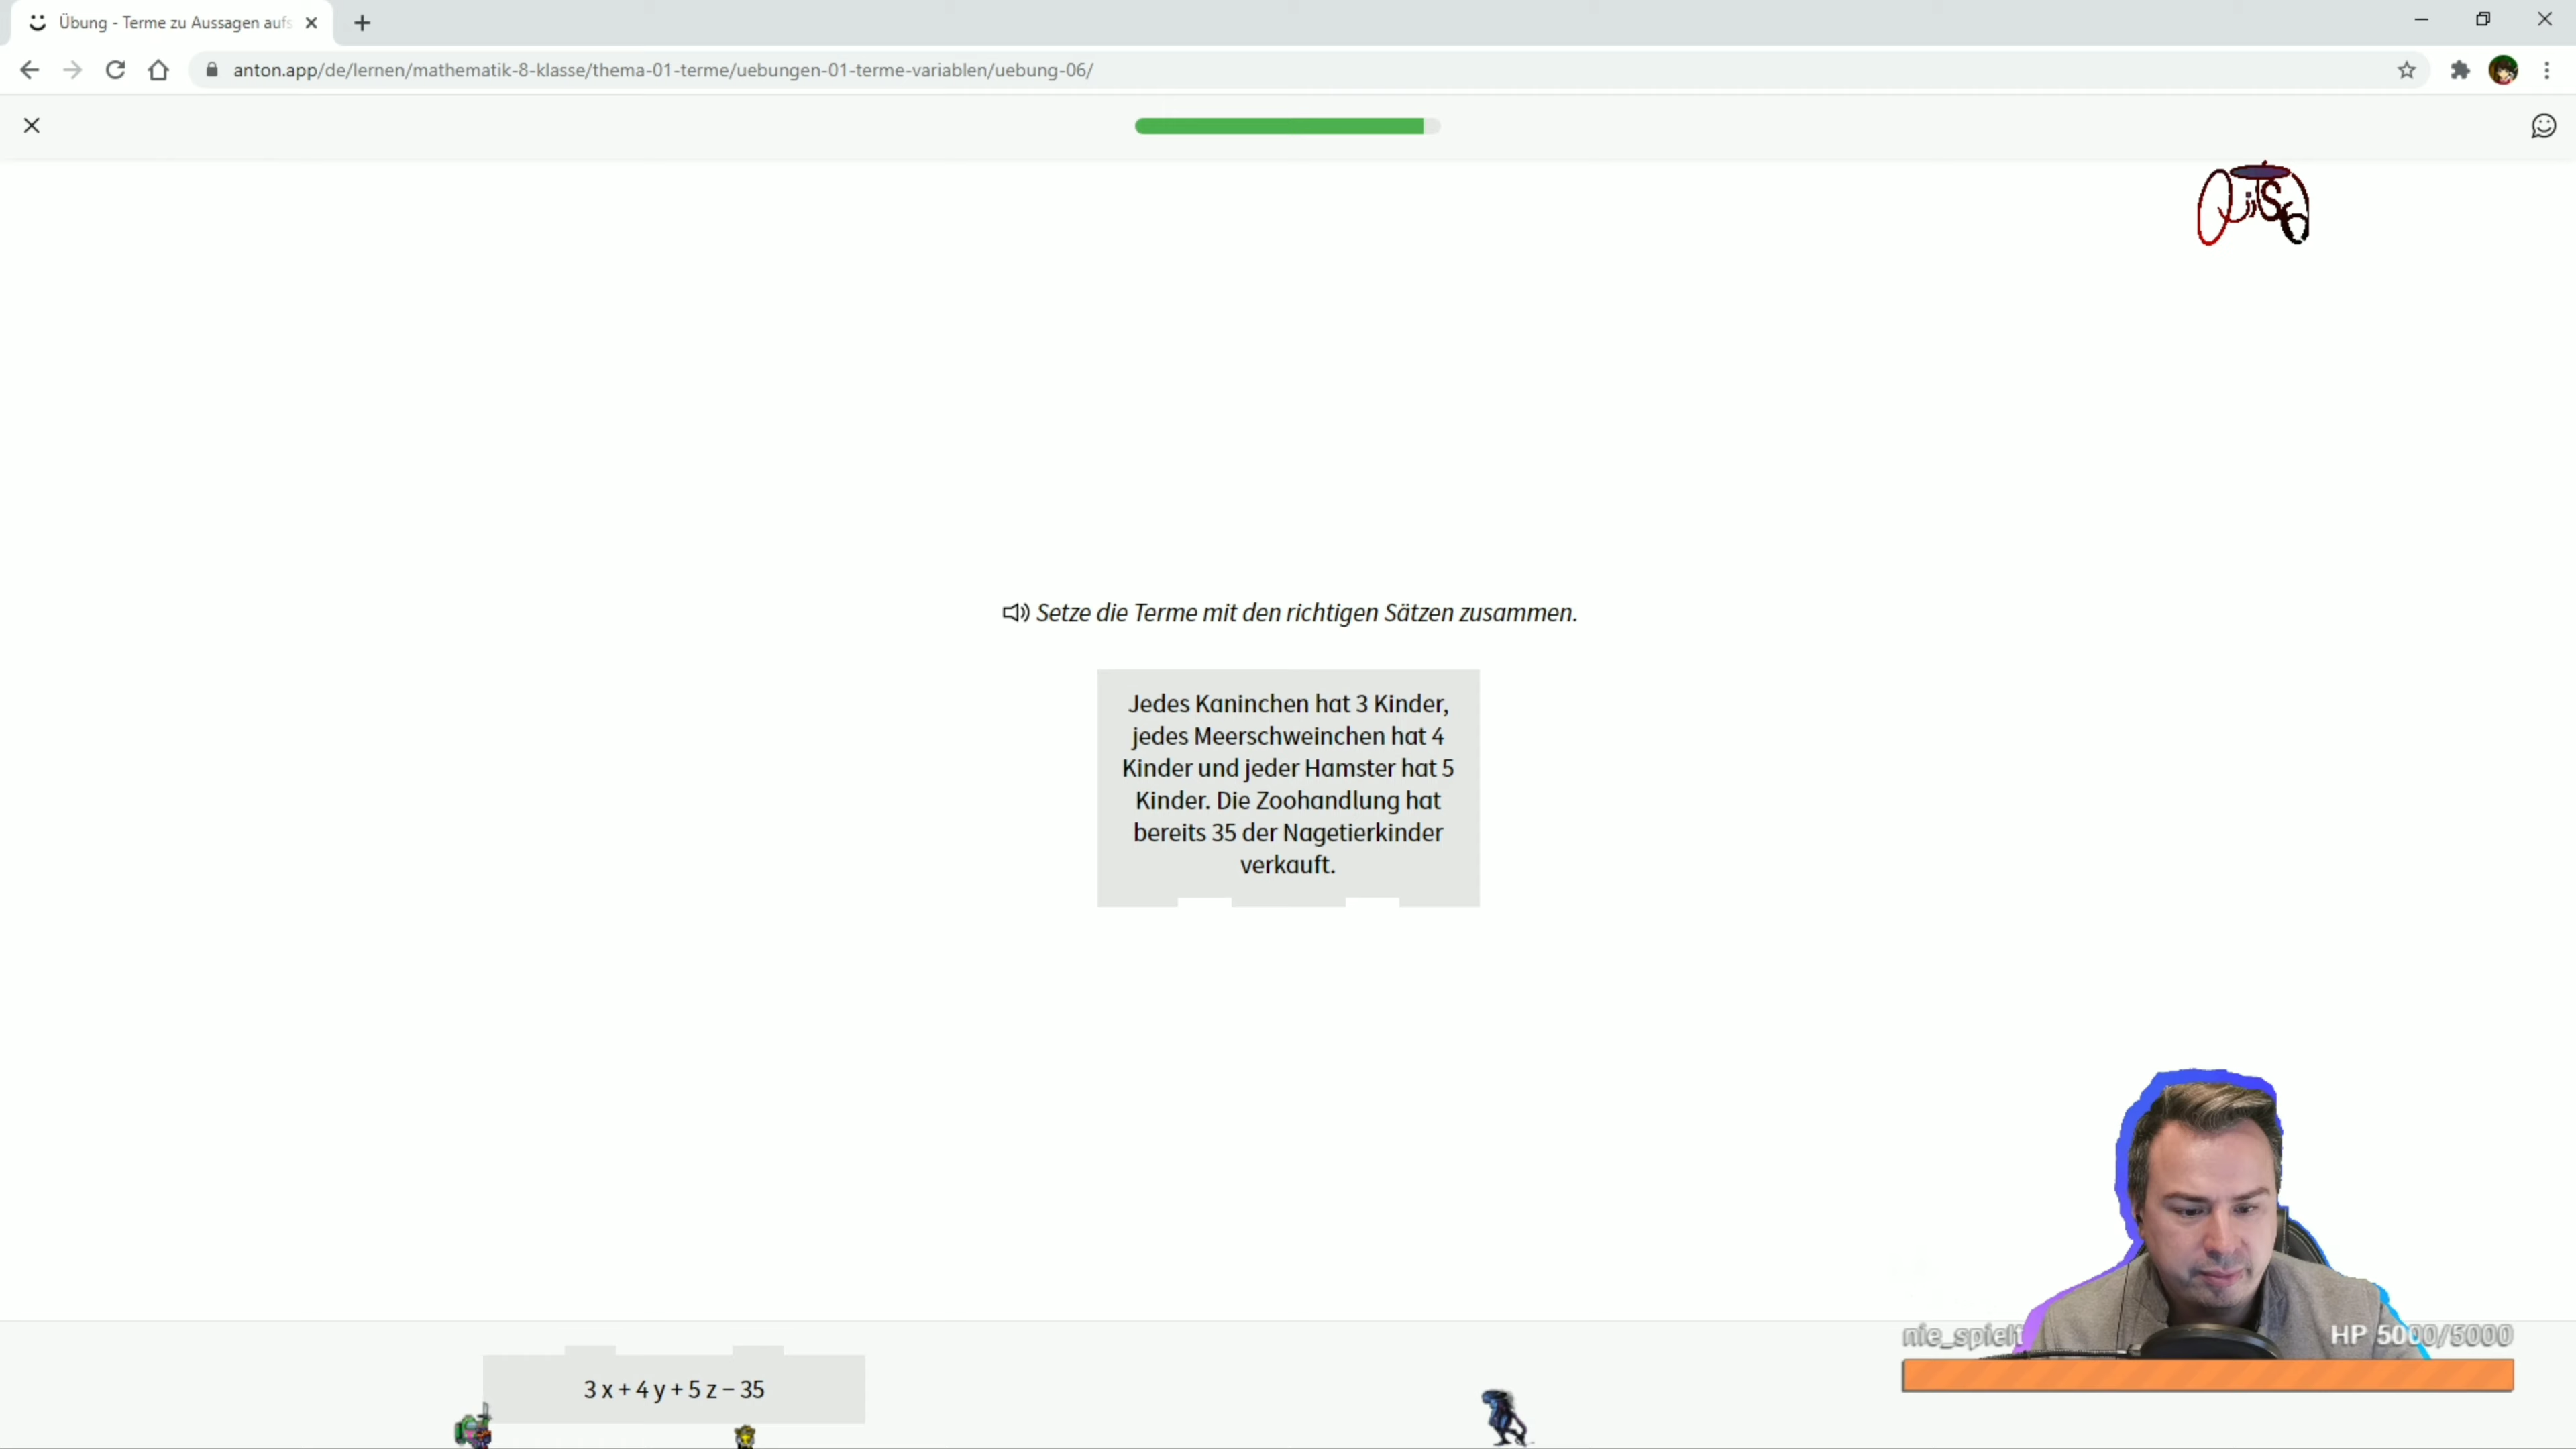 Übung - Terme zu Aussagen aufs
anton.app/de/lernen/mathematik-8-klasse/thema-01-terme/uebungen-01-terme-variablen/uebung-06/
Setze die Terme mit den richtigen Sätzen zusammen.
Jedes Kaninchen hat 3 Kinder,
jedes Meerschweinchen hat 4
Kinder und jeder Hamster hat 5
Kinder. Die Zoohandlung hat
bereits 35 der Nagetierkinder
verkauft.
nie_spielt
HP 5000/5000
3 x + 4 y + 5 z − 35